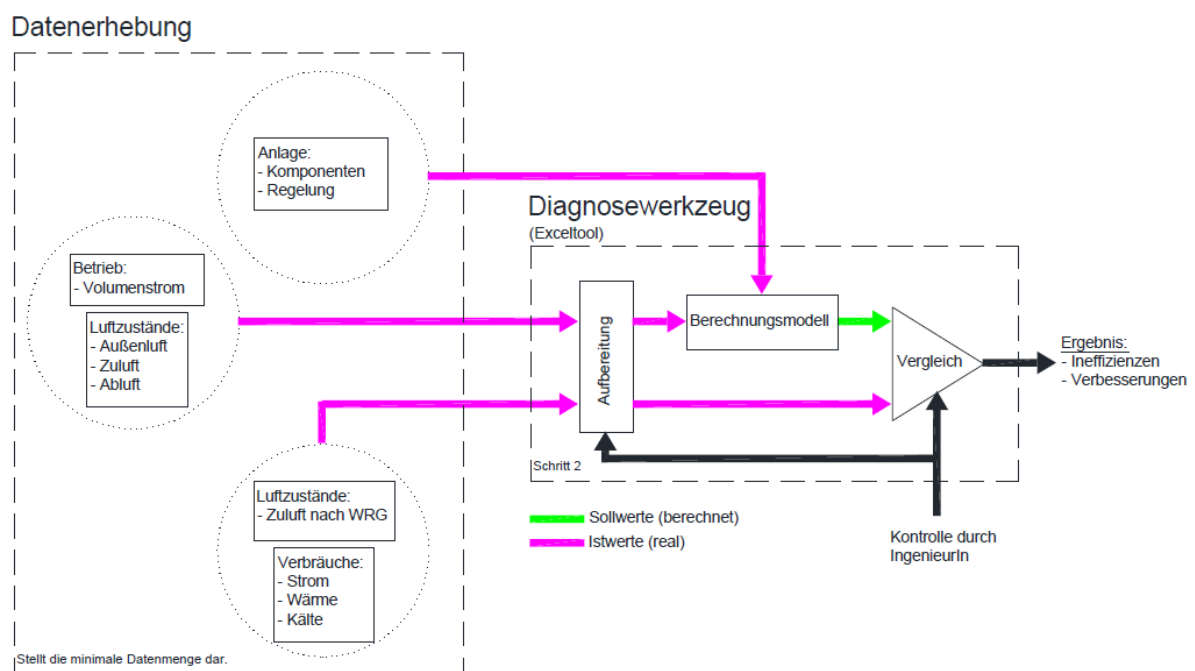 Datenerhebung
Anlage:
- Komponenten
- Regelung
Betrieb:
- Volumenstrom
Luftzustände:
- Außenluft
- Zuluft
- Abluft
Luftzustände:
- Zuluft nach WRG
Verbräuche:
- Strom
- Wärme
- Kälte
Stellt die minimale Datenmenge dar.
Diagnosewerkzeug
(Exceltool)
Aufbereitung
Berechnungsmodell
Vergleich
Schritt 2
Ergebnis:
- Ineffizienzen
- Verbesserungen
Sollwerte (berechnet)
Istwerte (real)
Kontrolle durch
IngenieurIn